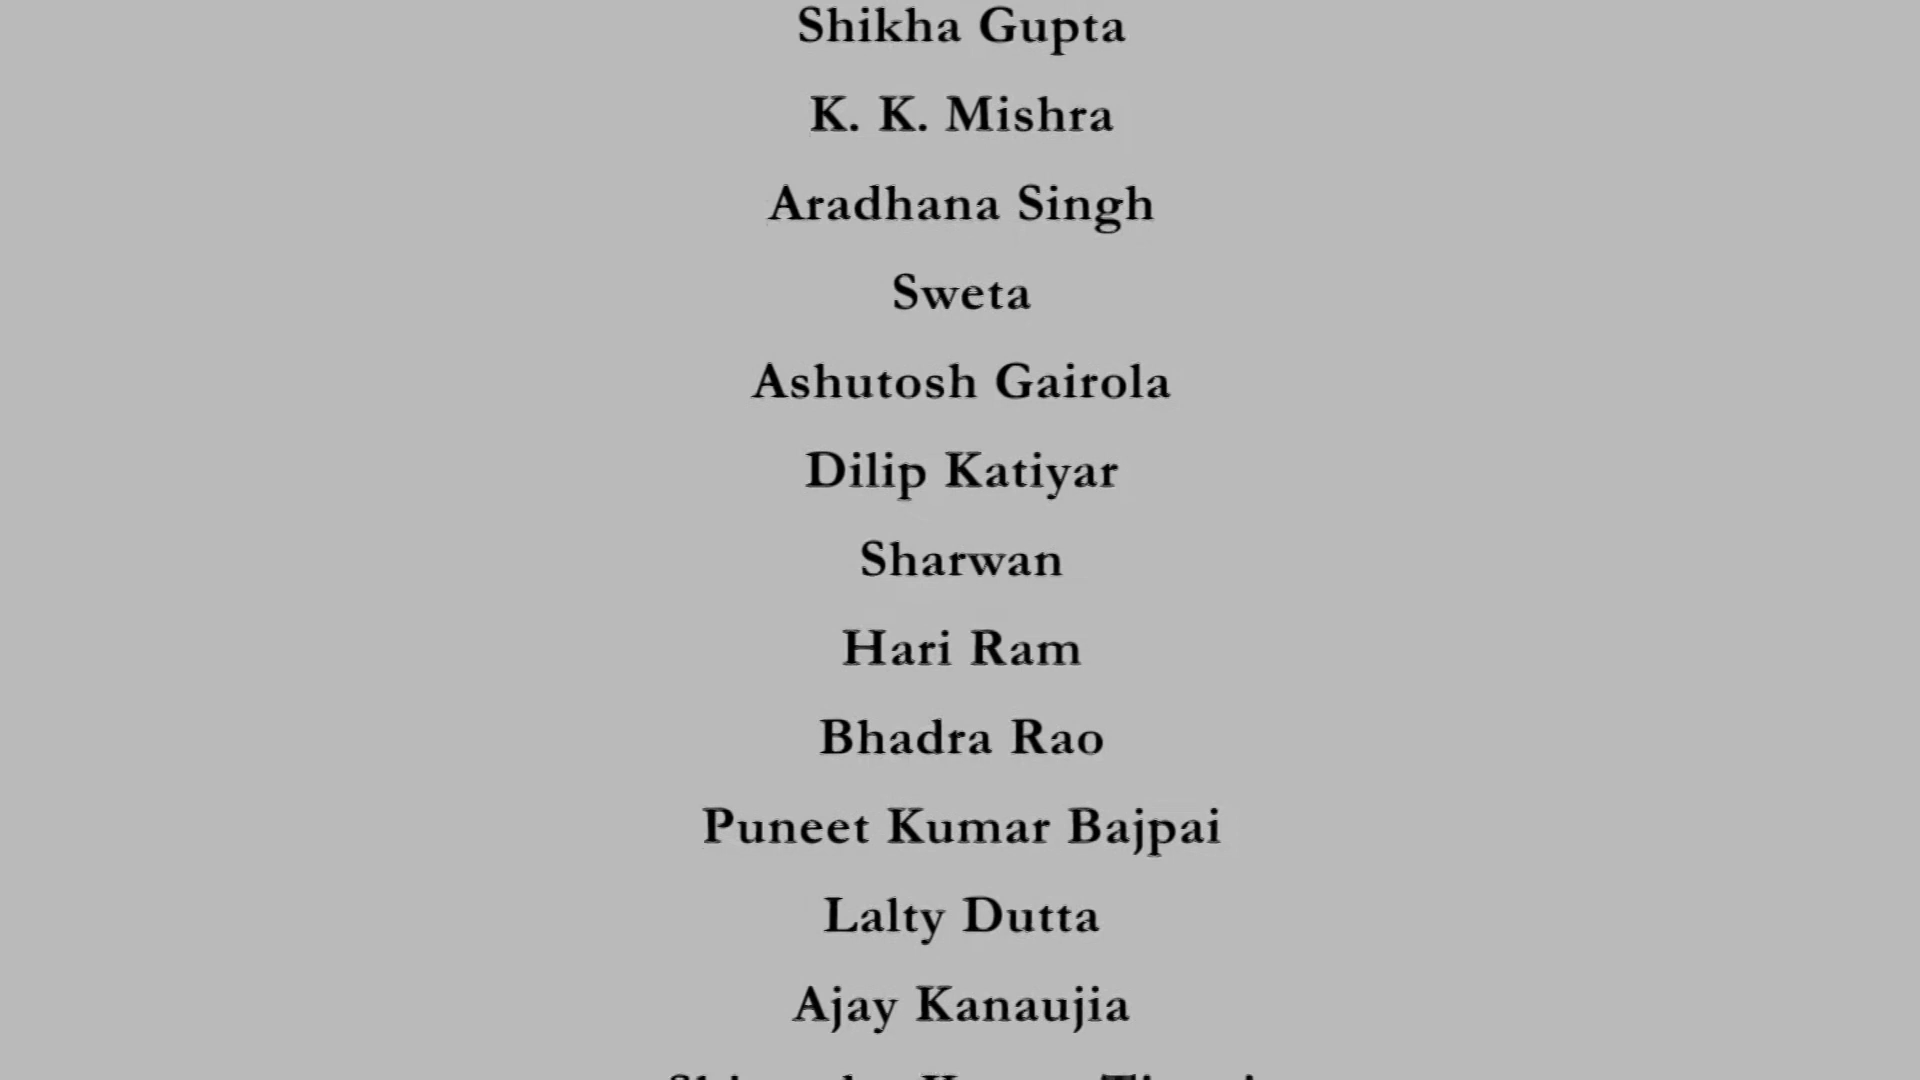 Shikha Gupta
K. K. Mishra
Aradhana Singh
Sweta
Ashutosh Gairola
Dilip Katiyar
Sharwan
Hari Ram
Bhadra Rao
Puneet Kumar Bajpai
Lalty Dutta
Ajay Kanaujia